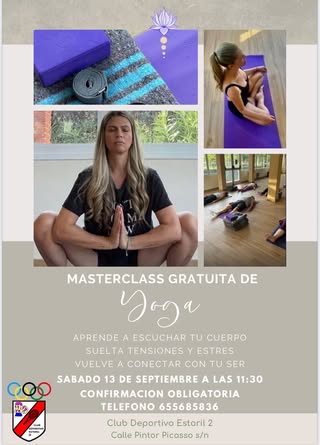 MASTERCLASS GRATUITA DE
Yoga
APRENDE A ESCUCHAR TU CUERPO
SUELTA TENSIONES Y ESTRES
VUELVE A CONECTAR CON TU SER
SABADO 13 DE SEPTIEMBRE A LAS 11:30
CONFIRMACION OBLIGATORIA
TELEFONO 655685836
Club Deportivo Estoril 2
Calle Pintor Picasso s/n